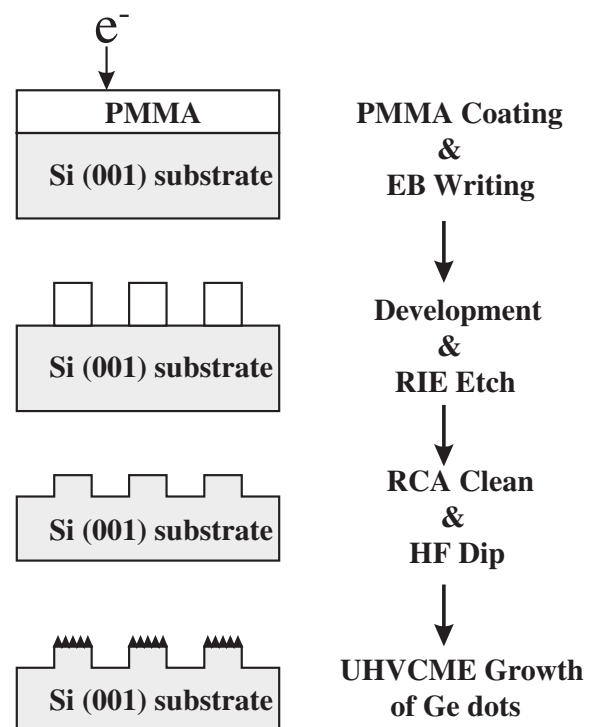 e-
PMMA
Si (001) substrate
PMMA Coating
&
EB Writing
Si (001) substrate
Development
&
RIE Etch
Si (001) substrate
RCA Clean
&
HF Dip
Si (001) substrate
UHVCME Growth
of Ge dots